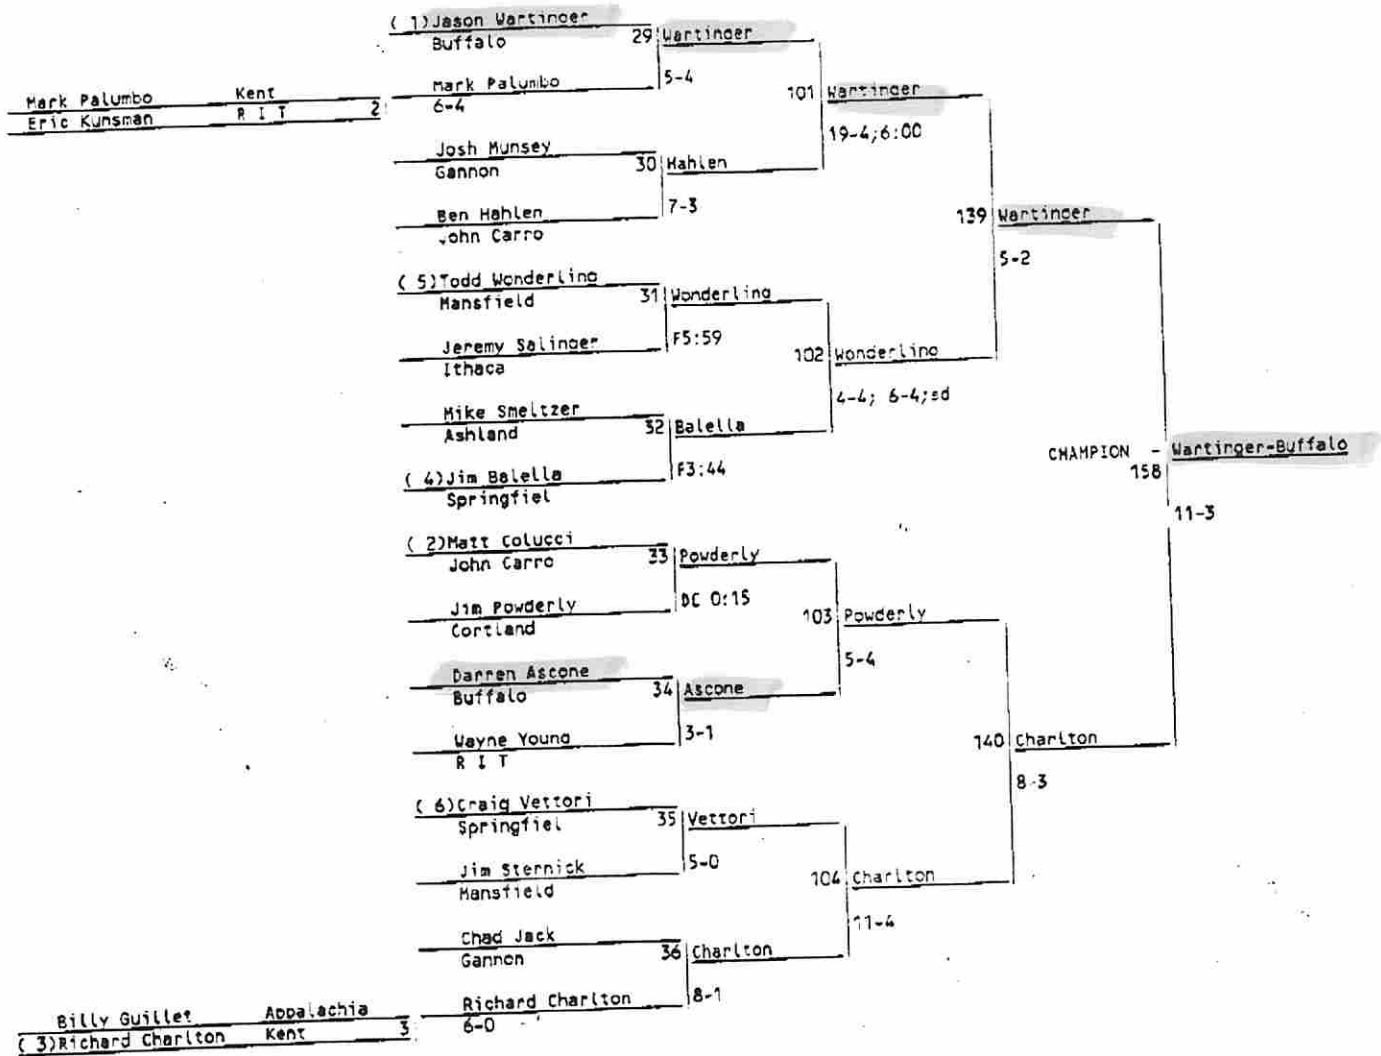 ( 1)Jason Wartinger
Buffalo
29 Wartinger
5-4
Mark Palumbo
6-4
Mark Palumbo Kent
Eric Kunsman R I T 2
101 Wartinger
19-4;6:00
Josh Munsey
Gannon
30 Hahlen
7-3
Ben Hahlen
John Carro
139 Wartinger
5-2
( 5)Todd Wonderling
Mansfield
31 Wonderling
F5:59
Jeremy Salinger
Ithaca
102 Wonderling
4-4; 6-4;sd
Mike Smeltzer
Ashland
32 Balella
F3:44
( 4)Jim Balella
Springfiel
CHAMPION - Wartinger-Buffalo
158
11-3
( 2)Matt Colucci
John Carro
33 Powderly
DC 0:15
Jim Powderly
Cortland
103 Powderly
5-4
Darren Ascone
Buffalo
34 Ascone
3-1
Wayne Young
R I T
140 Charlton
8-3
( 6)Craig Vettori
Springfiel
35 Vettori
5-0
Jim Sternick
Mansfield
104 Charlton
11-4
Chad Jack
Gannon
36 Charlton
8-1
Richard Charlton
6-0
Billy Guillet Appalachia
( 3)Richard Charlton Kent 3